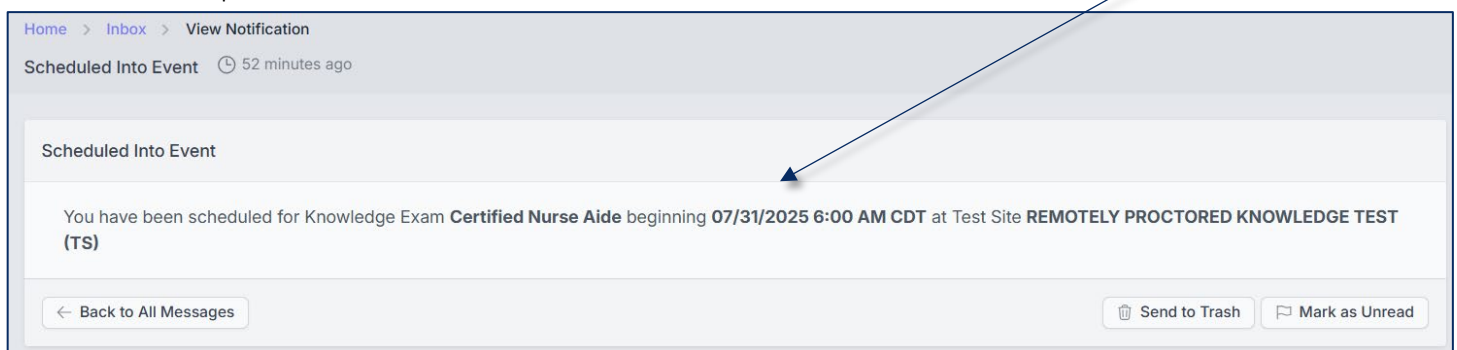 Home > Inbox > View Notification
Scheduled Into Event 52 minutes ago
Scheduled Into Event
You have been scheduled for Knowledge Exam Certified Nurse Aide beginning 07/31/2025 6:00 AM CDT at Test Site REMOTELY PROCTORED KNOWLEDGE TEST
(TS)
← Back to All Messages Send to Trash Mark as Unread